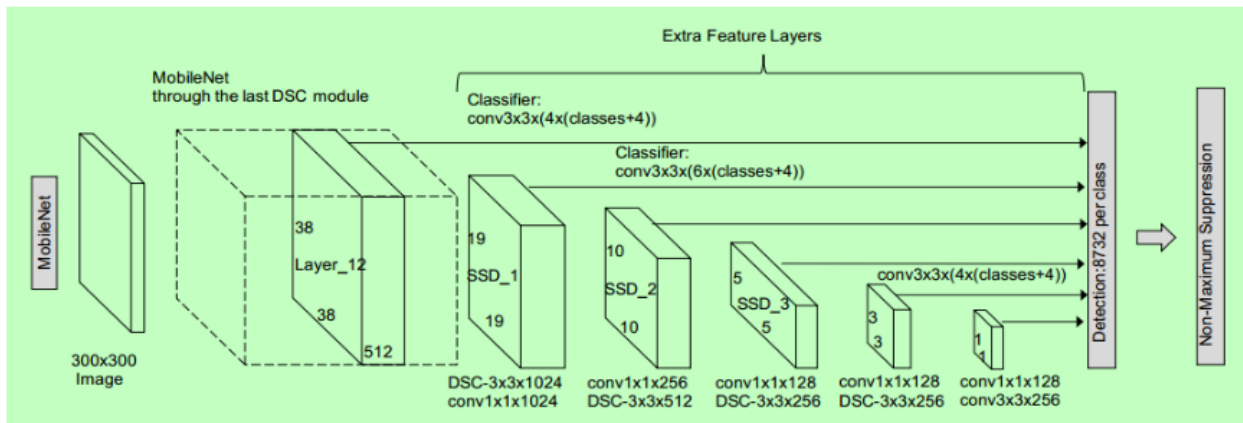 Extra Feature Layers
MobileNet
through the last DSC module
Classifier:
conv3x3x(4x(classes+4))
Classifier:
conv3x3x(6x(classes+4))
MobileNet
300x300
Image
38
Layer_12
38
512
19
SSD_1
19
10
SSD_2
10
5
SSD_3
5
conv3x3x(4x(classes+4))
3
3
1
1
DSC-3x3x1024
conv1x1x1024
conv1x1x256
DSC-3x3x512
conv1x1x128
DSC-3x3x256
conv1x1x128
DSC-3x3x256
conv1x1x128
conv3x3x256
Detection:8732 per class
Non-Maximum Suppression